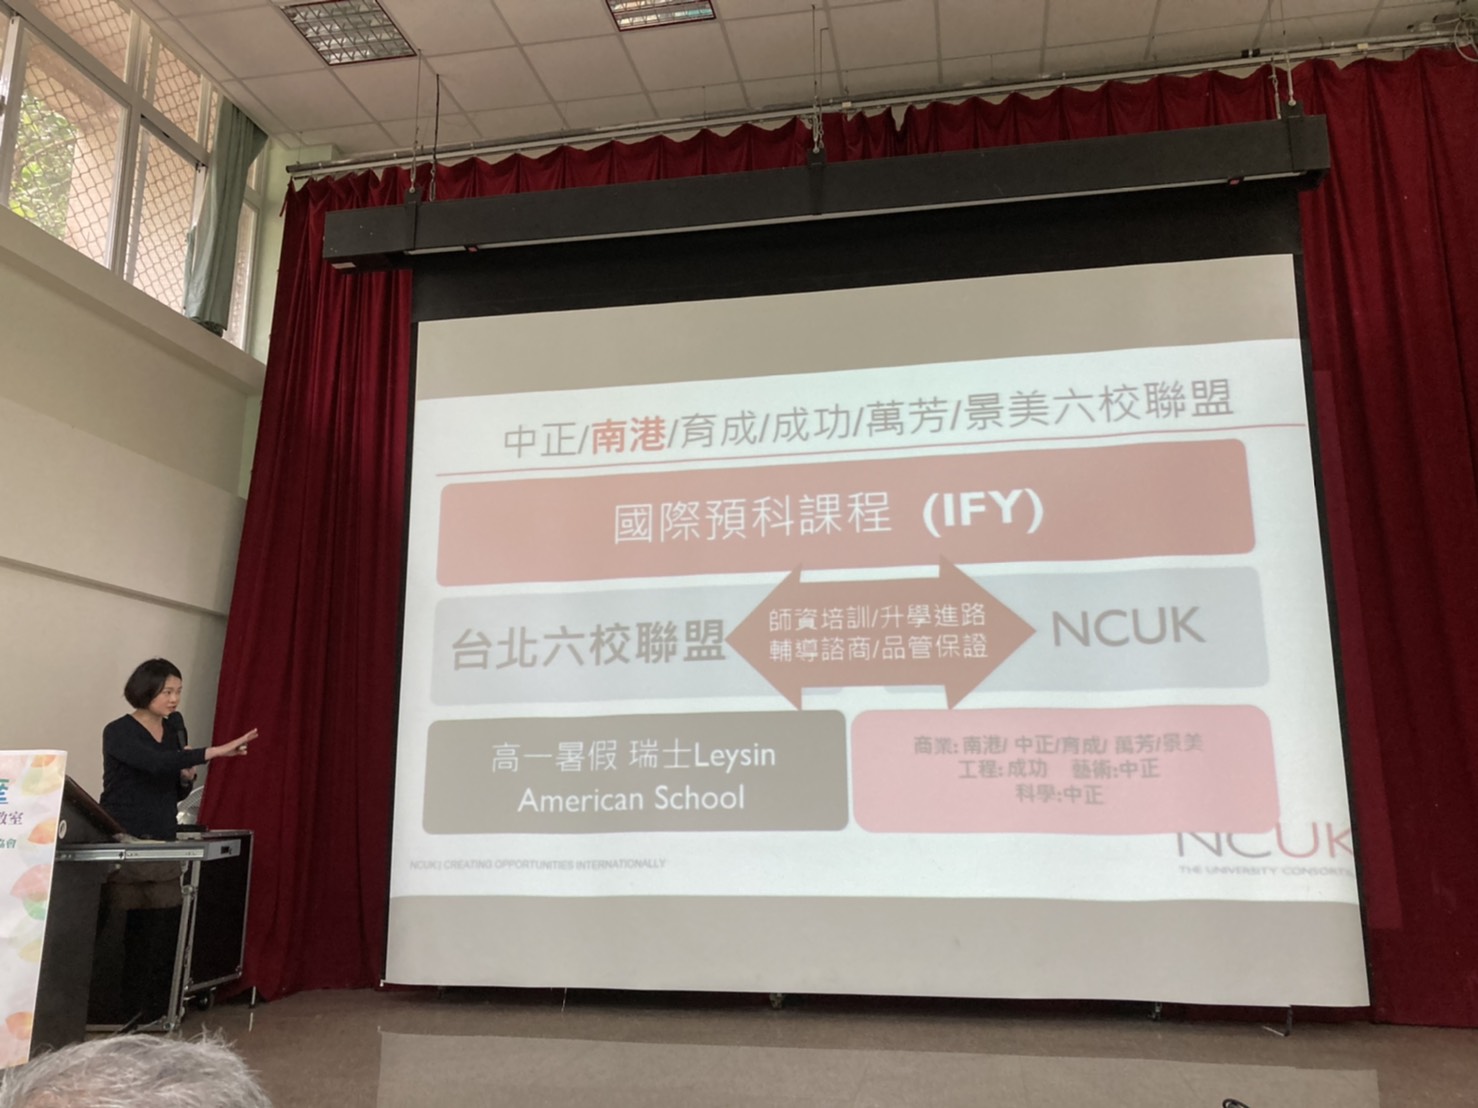 中正/南港/育成/成功/萬芳/景美六校聯盟
國際預科課程 (IFY)
台北六校聯盟
師資培訓/升學進路
輔導諮商/品管保證
NCUK
高一暑假 瑞士Leysin
American School
商業: 南港/ 中正/育成/ 萬芳/景美
工程: 成功 藝術:中正
科學:中正
NCUK| CREATING OPPORTUNITIES INTERNATIONALLY
NCUK
THE UNIVERSITY
教室
協會